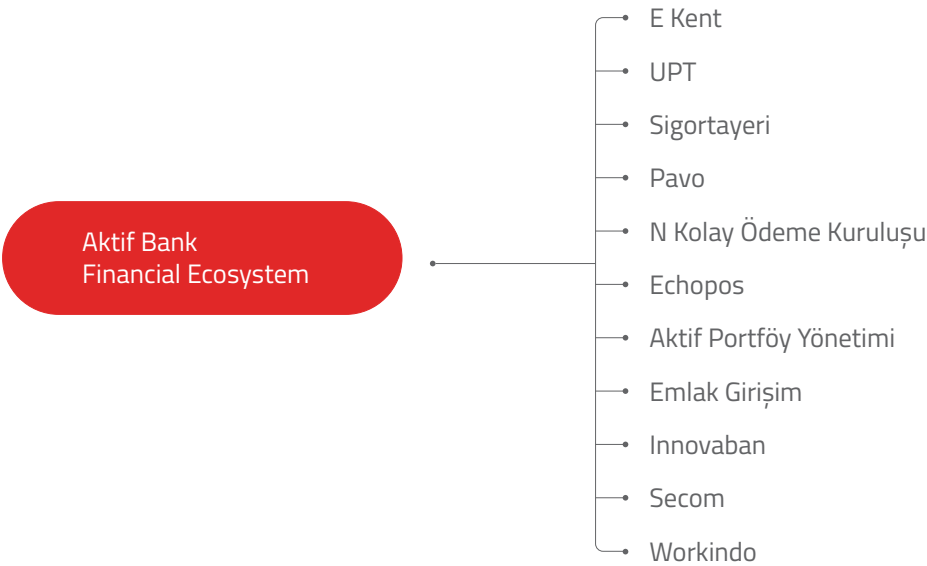 Aktif Bank
Financial Ecosystem
E Kent
UPT
Sigortayeri
Pavo
N Kolay Ödeme Kuruluşu
Echopos
Aktif Portföy Yönetimi
Emlak Girişim
Innovaban
Secom
Workindo